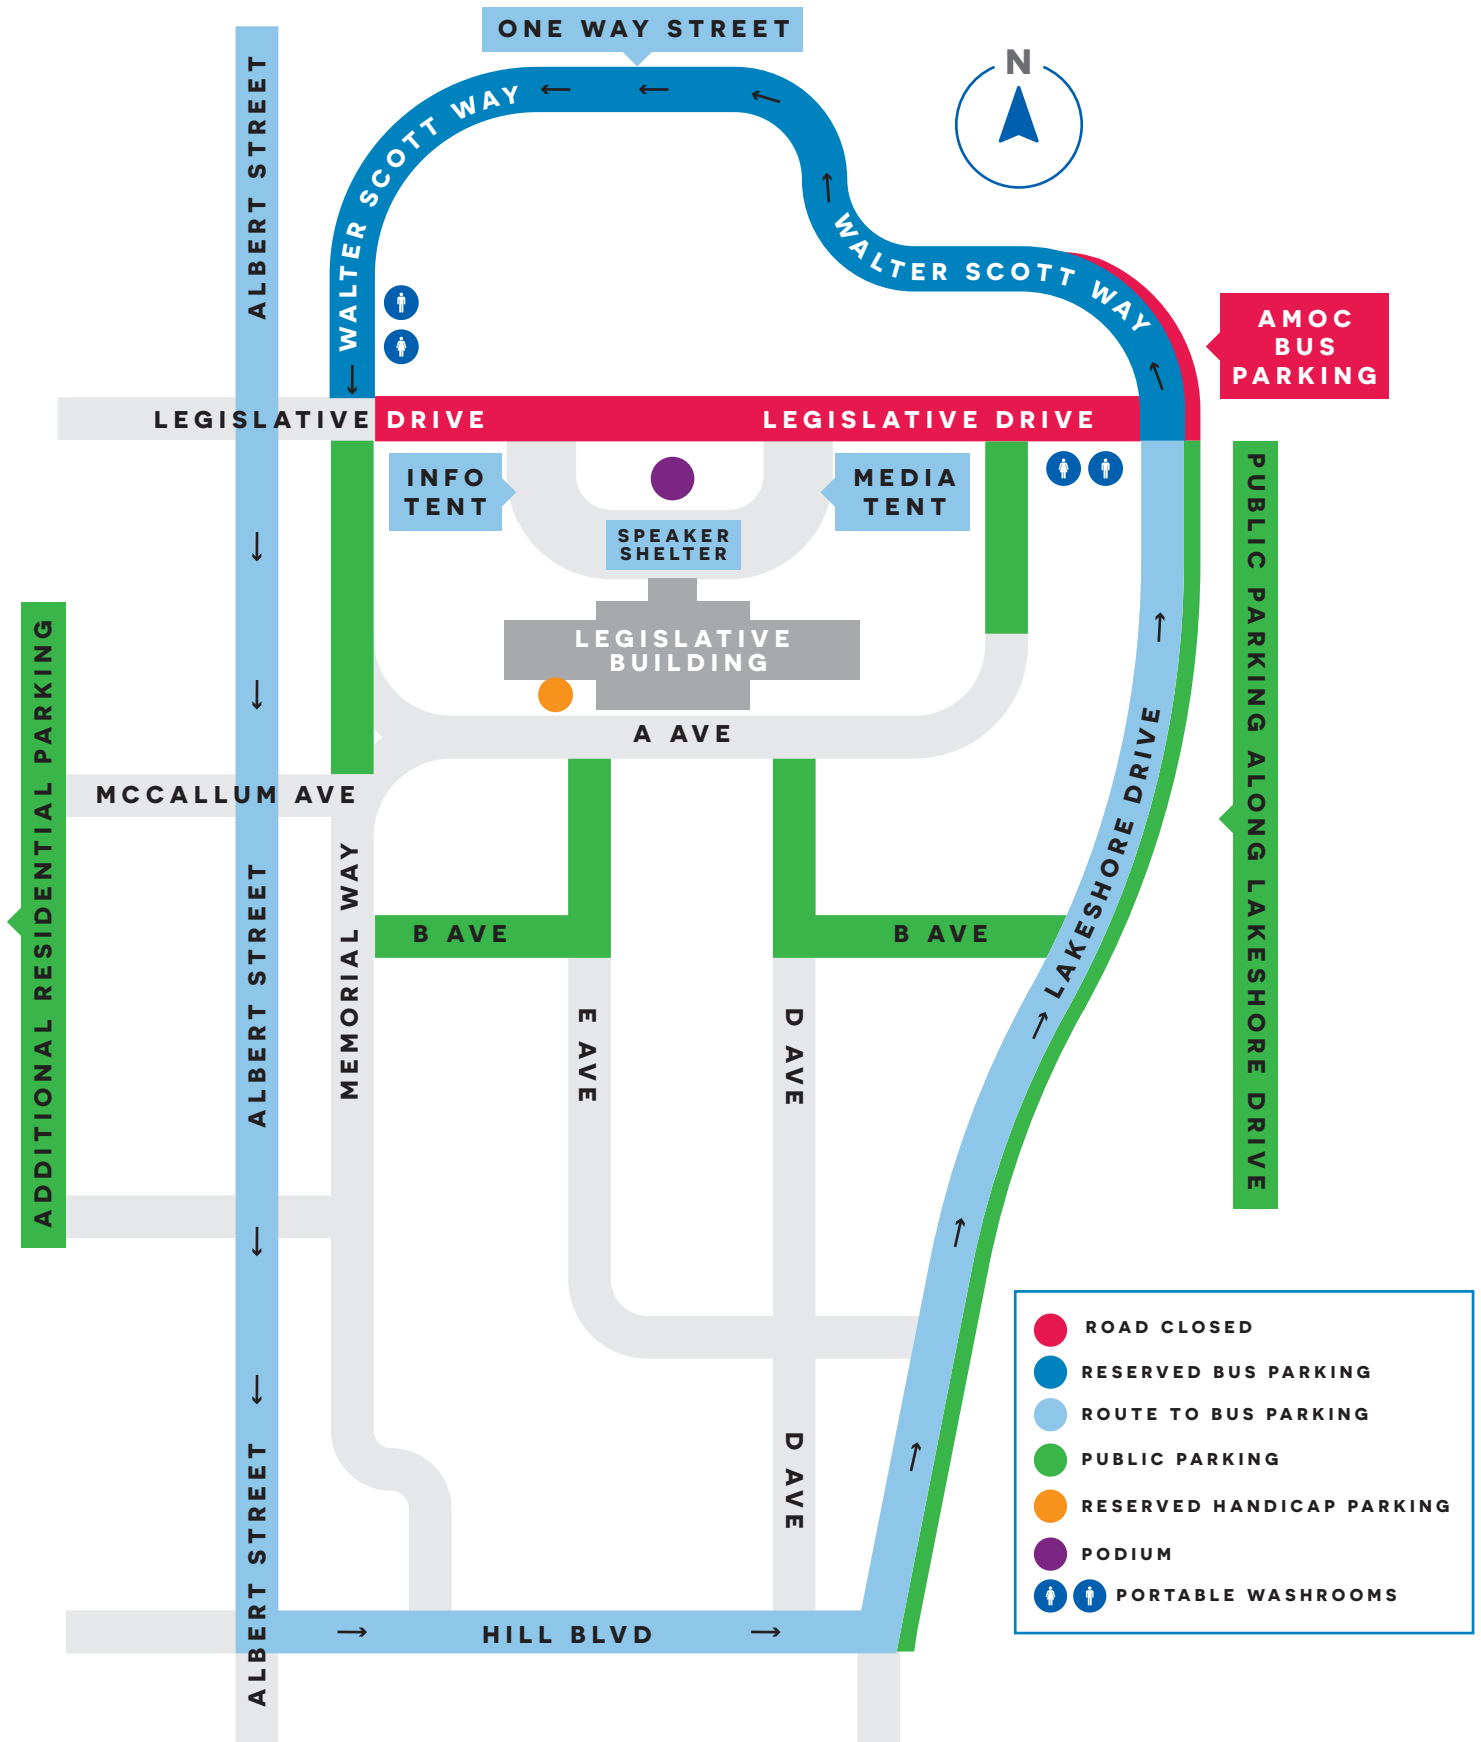 ONE WAY STREET
N
ALBERT STREET
WALTER SCOTT WAY
WALTER SCOTT WAY
AMOC
BUS
PARKING
LEGISLATIVE DRIVE
LEGISLATIVE DRIVE
INFO
TENT
MEDIA
TENT
SPEAKER
SHELTER
LEGISLATIVE
BUILDING
A AVE
MCCALLUM AVE
ADDITIONAL RESIDENTIAL PARKING
PUBLIC PARKING ALONG LAKESHORE DRIVE
LAKESHORE DRIVE
ALBERT STREET
MEMORIAL WAY
B AVE
B AVE
E AVE
D AVE
D AVE
ALBERT STREET
HILL BLVD
ROAD CLOSED
RESERVED BUS PARKING
ROUTE TO BUS PARKING
PUBLIC PARKING
RESERVED HANDICAP PARKING
PODIUM
PORTABLE WASHROOMS